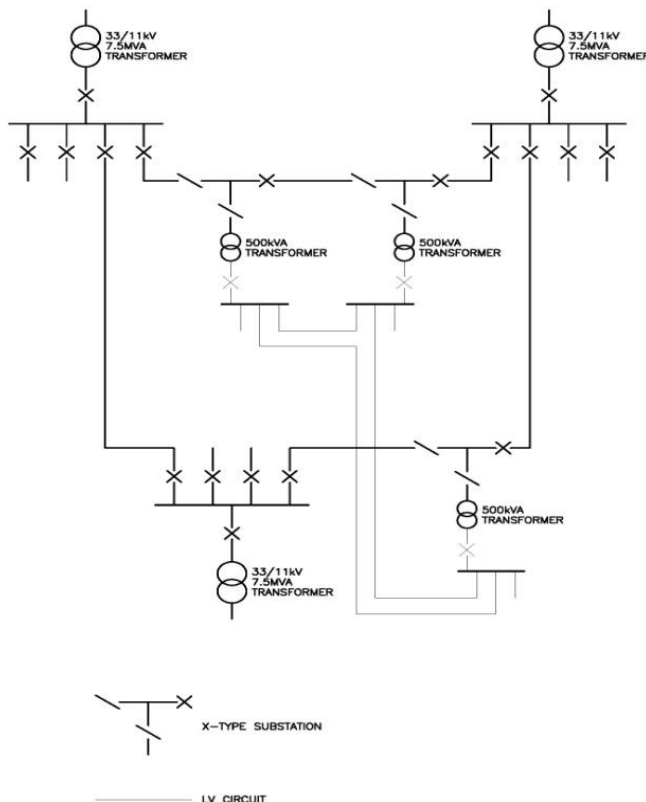 33/11kV
7.5MVA
TRANSFORMER
33/11kV
7.5MVA
TRANSFORMER
500kVA
TRANSFORMER
500kVA
TRANSFORMER
500kVA
TRANSFORMER
33/11kV
7.5MVA
TRANSFORMER
X-TYPE SUBSTATION
LV CIRCUIT